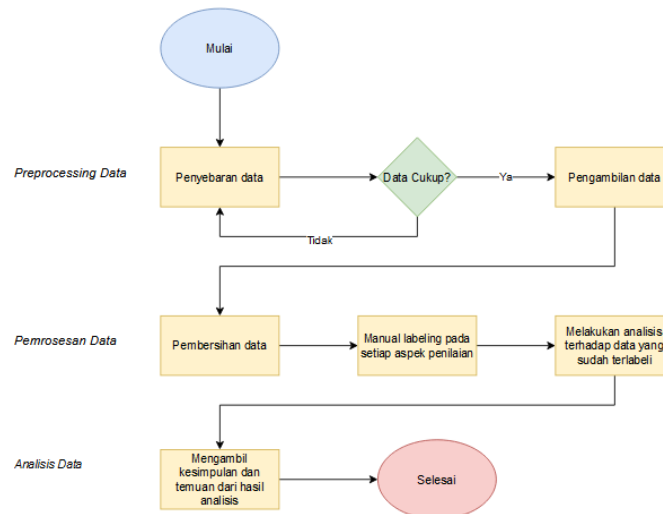 Mulai
Preprocessing Data
Penyebaran data
Data Cukup?
Ya
Pengambilan data
Tidak
Pemrosesan Data
Pembersihan data
Manual labeling pada
setiap aspek penilaian
Melakukan analisis
terhadap data yang
sudah terlabeli
Analisis Data
Mengambil
kesimpulan dan
temuan dari hasil
analisis
Selesai